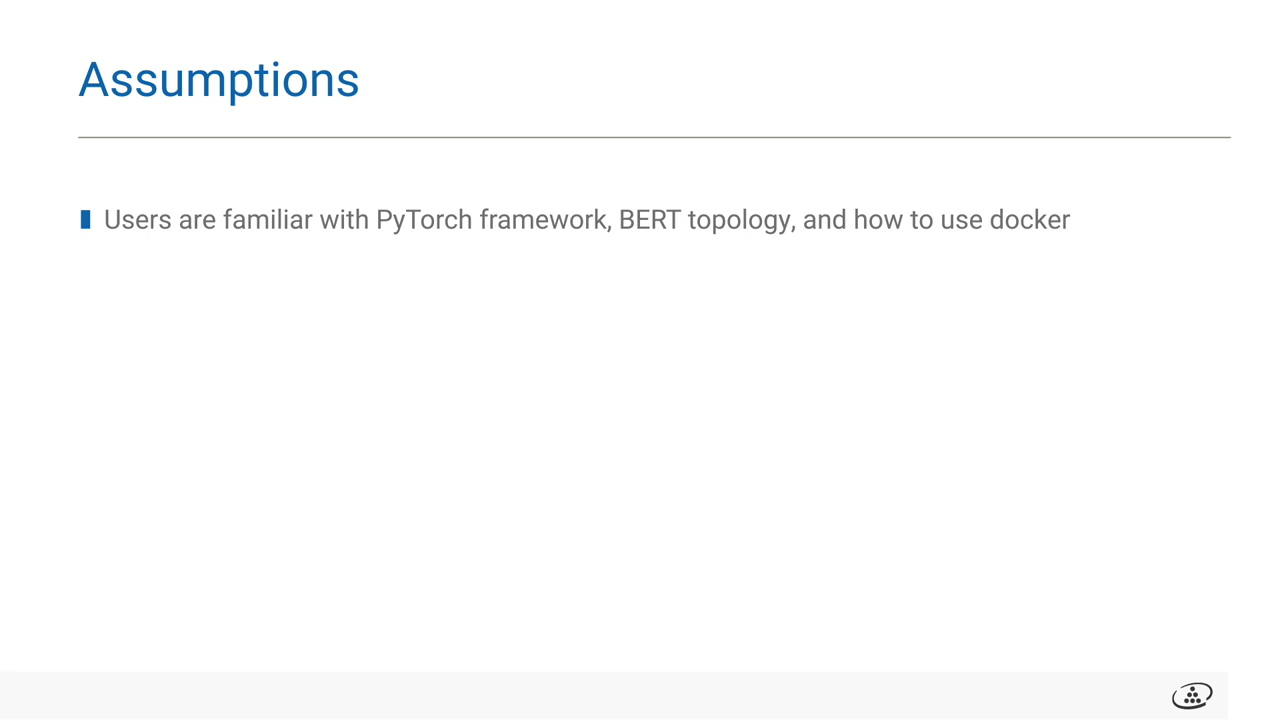 Assumptions
Users are familiar with PyTorch framework, BERT topology, and how to use docker